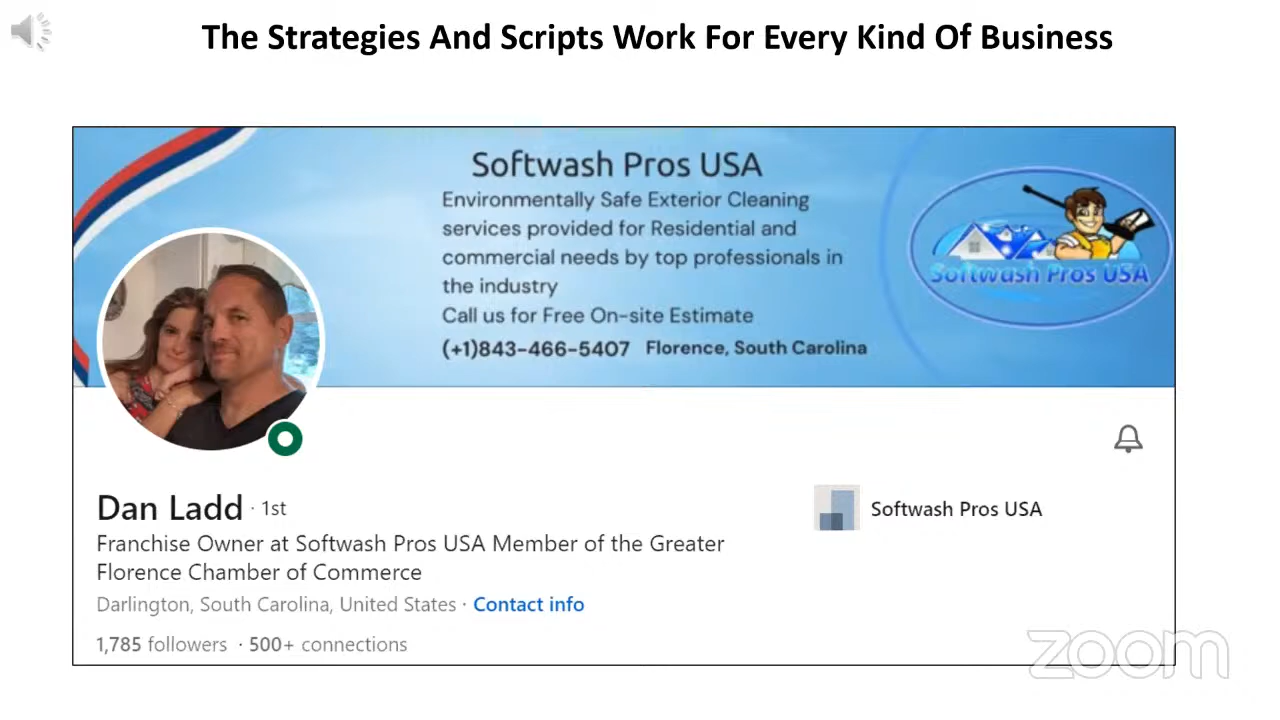 The Strategies And Scripts Work For Every Kind Of Business
Softwash Pros USA
Environmentally Safe Exterior Cleaning
services provided for Residential and
commercial needs by top professionals in
the industry
Call us for Free On-site Estimate
(+1)843-466-5407 Florence, South Carolina
Softwash Pros USA
Dan Ladd · 1st
Franchise Owner at Softwash Pros USA Member of the Greater
Florence Chamber of Commerce
Darlington, South Carolina, United States · Contact info
1,785 followers · 500+ connections
Softwash Pros USA
zoom